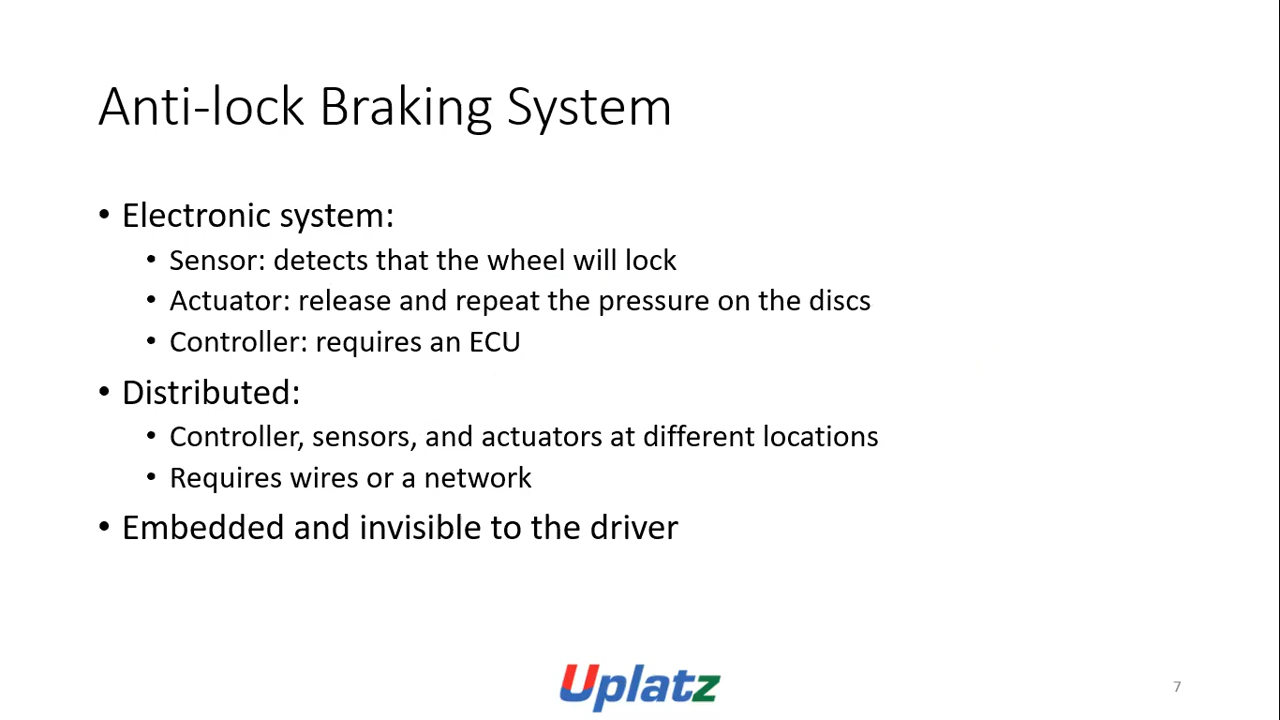 Anti-lock Braking System
• Electronic system:
• Sensor: detects that the wheel will lock
• Actuator: release and repeat the pressure on the discs
• Controller: requires an ECU
• Distributed:
• Controller, sensors, and actuators at different locations
• Requires wires or a network
• Embedded and invisible to the driver
Uplatz
7